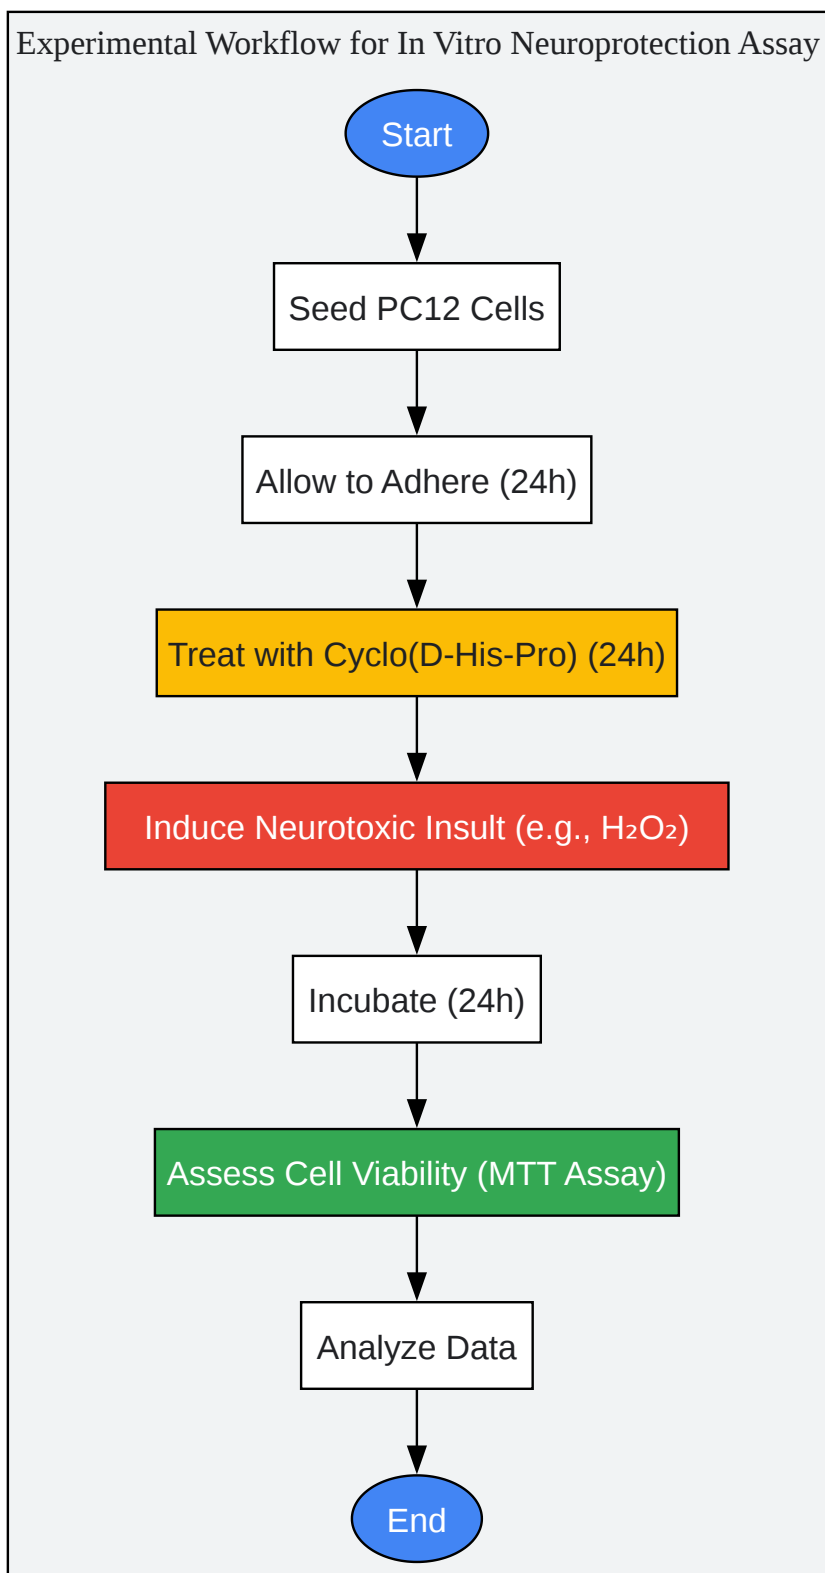 Experimental Workflow for In Vitro Neuroprotection Assay
Start
Seed PC12 Cells
Allow to Adhere (24h)
Treat with Cyclo(D-His-Pro) (24h)
Induce Neurotoxic Insult (e.g., H₂O₂)
Incubate (24h)
Assess Cell Viability (MTT Assay)
Analyze Data
End